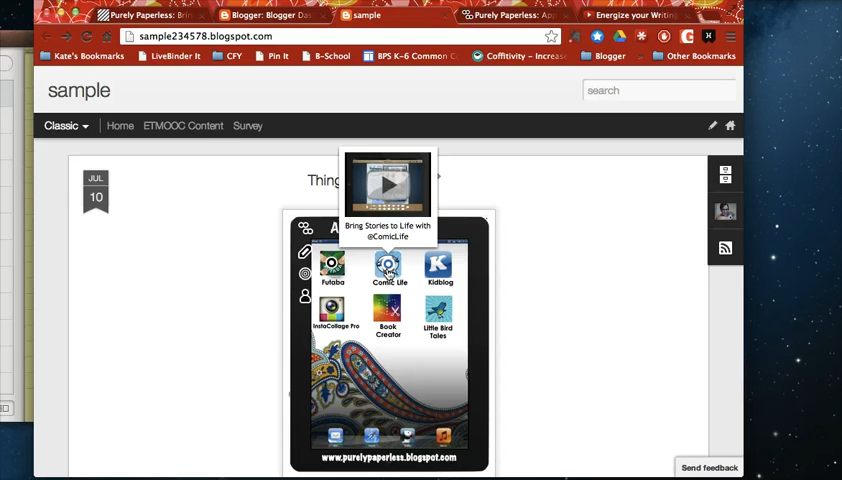 Purely Paperless: Brin
Blogger: Blogger Das
sample
Purely Paperless: App
Energize your Writing
sample234578.blogspot.com
Kate's Bookmarks
LiveBinder It
CFY
Pin It
B-School
BPS K-6 Common C
Coffitivity – Increase
Blogger
»
Other Bookmarks
sample
search
Classic
Home
ETMOOC Content
Survey
JUL
10
Thing
Bring Stories to Life with
@ComicLife
A
Futaba
Comic Life
Kidblog
InstaCollage Pro
Book
Creator
Little Bird
Tales
www.purelypaperless.blogspot.com
Send feedback